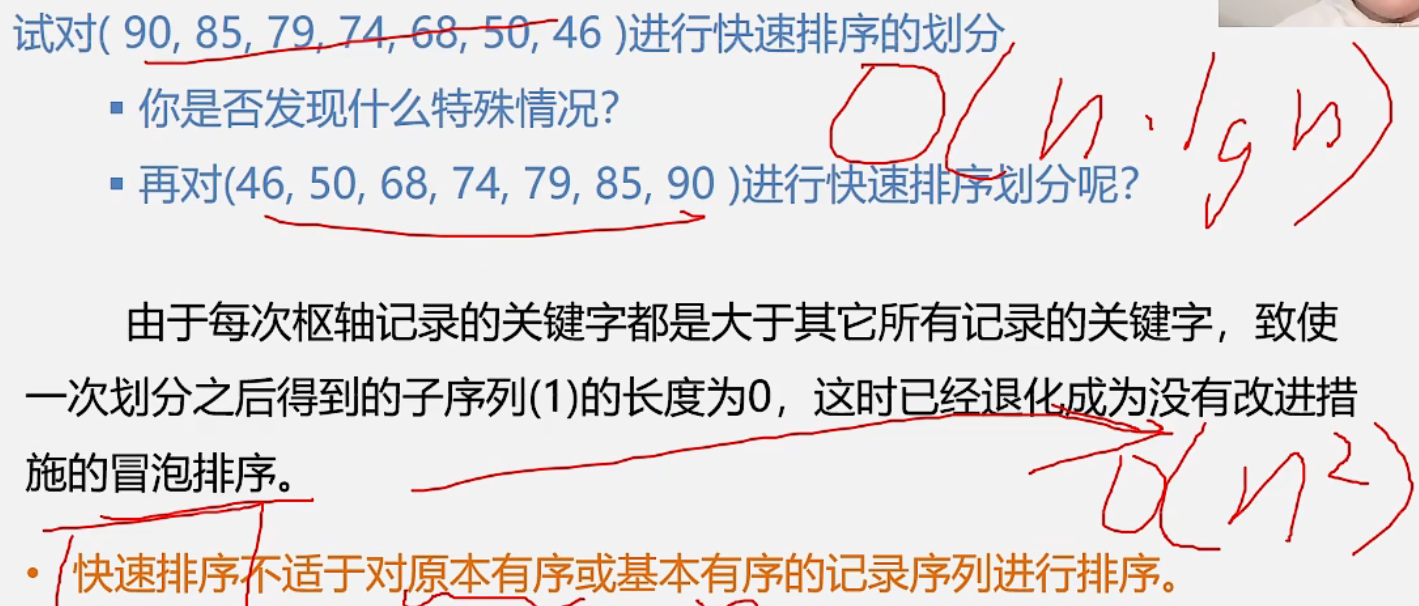 试对( 90, 85, 79, 74, 68, 50, 46 )进行快速排序的划分
▪ 你是否发现什么特殊情况?
O(n·lgn)
▪ 再对(46, 50, 68, 74, 79, 85, 90 )进行快速排序划分呢?
由于每次枢轴记录的关键字都是大于其它所有记录的关键字，致使
一次划分之后得到的子序列(1)的长度为0，这时已经退化成为没有改进措
施的冒泡排序。
O(n²)
• 快速排序不适于对原本有序或基本有序的记录序列进行排序。